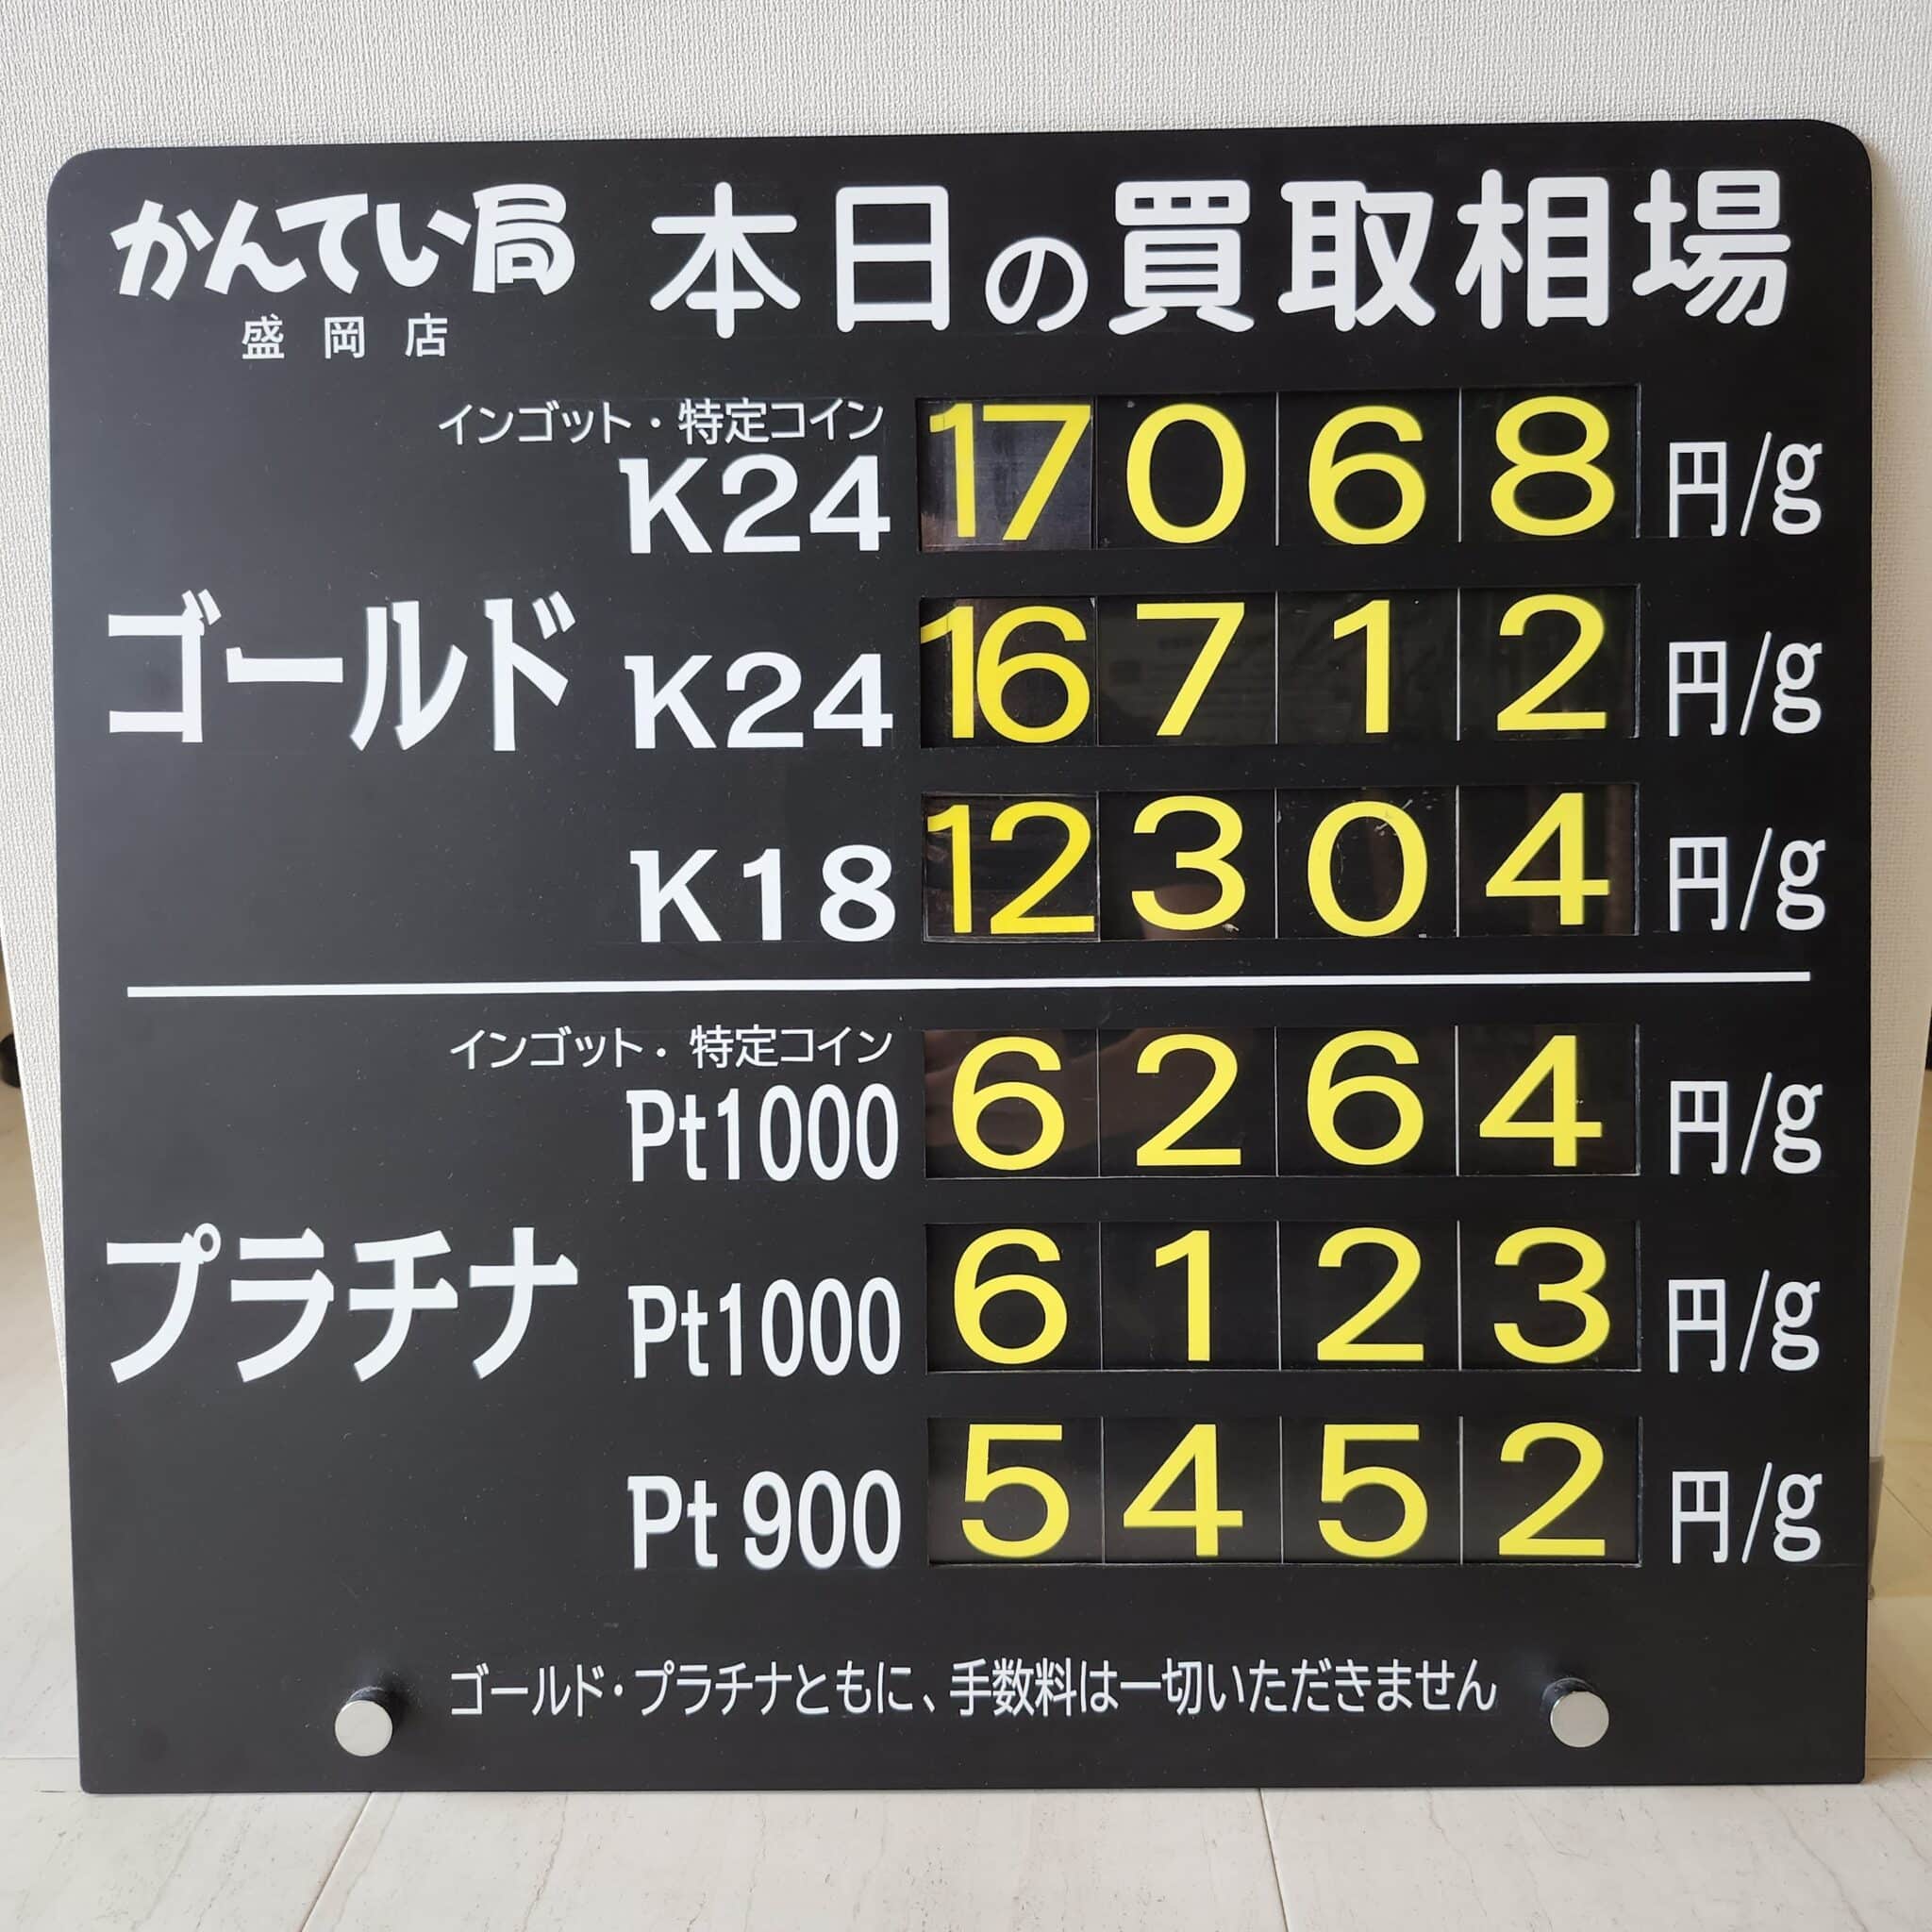 かんてい局 本日の買取相場
盛岡店
インゴット・特定コイン
K24 17068 円/g
ゴールド K24 16712 円/g
K18 12304 円/g
インゴット・特定コイン
Pt1000 6264 円/g
プラチナ Pt1000 6123 円/g
Pt900 5452 円/g
ゴールド・プラチナともに、手数料は一切いただきません